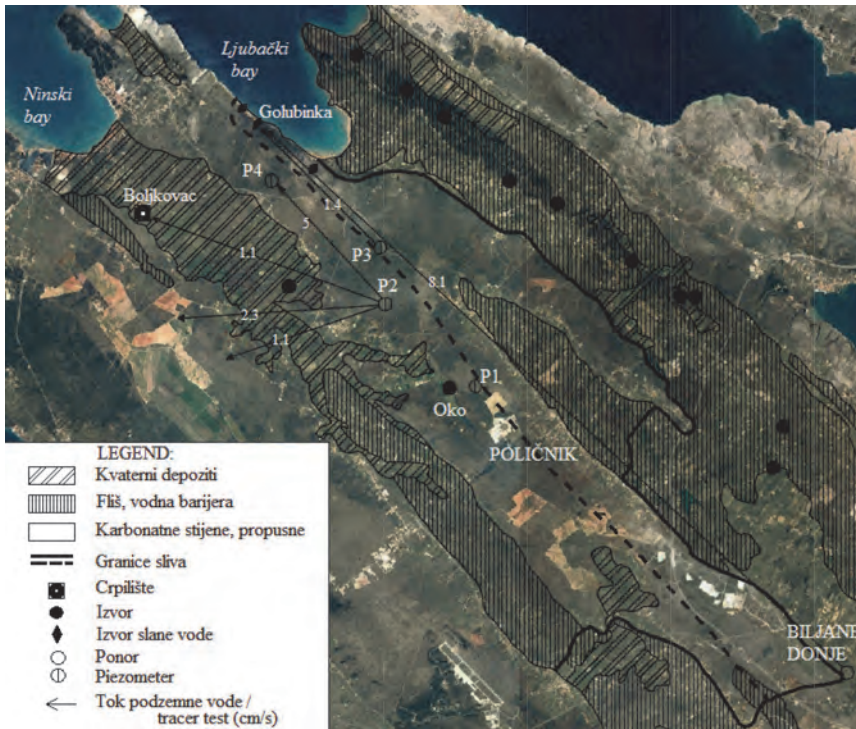 Ljubački
bay
Ninski
bay
Golubinka
P4
Boljkovac
1.4
5
P3
1.1
8.1
P2
2.3
1.1
P1
Oko
POLIČNIK
LEGEND:
Kvaterni depoziti
Fliš, vodna barijera
Karbonatne stijene, propusne
Granice sliva
Crpilište
Izvor
Izvor slane vode
Ponor
Piezometer
Tok podzemne vode /
tracer test (cm/s)
BILJANE
DONJE